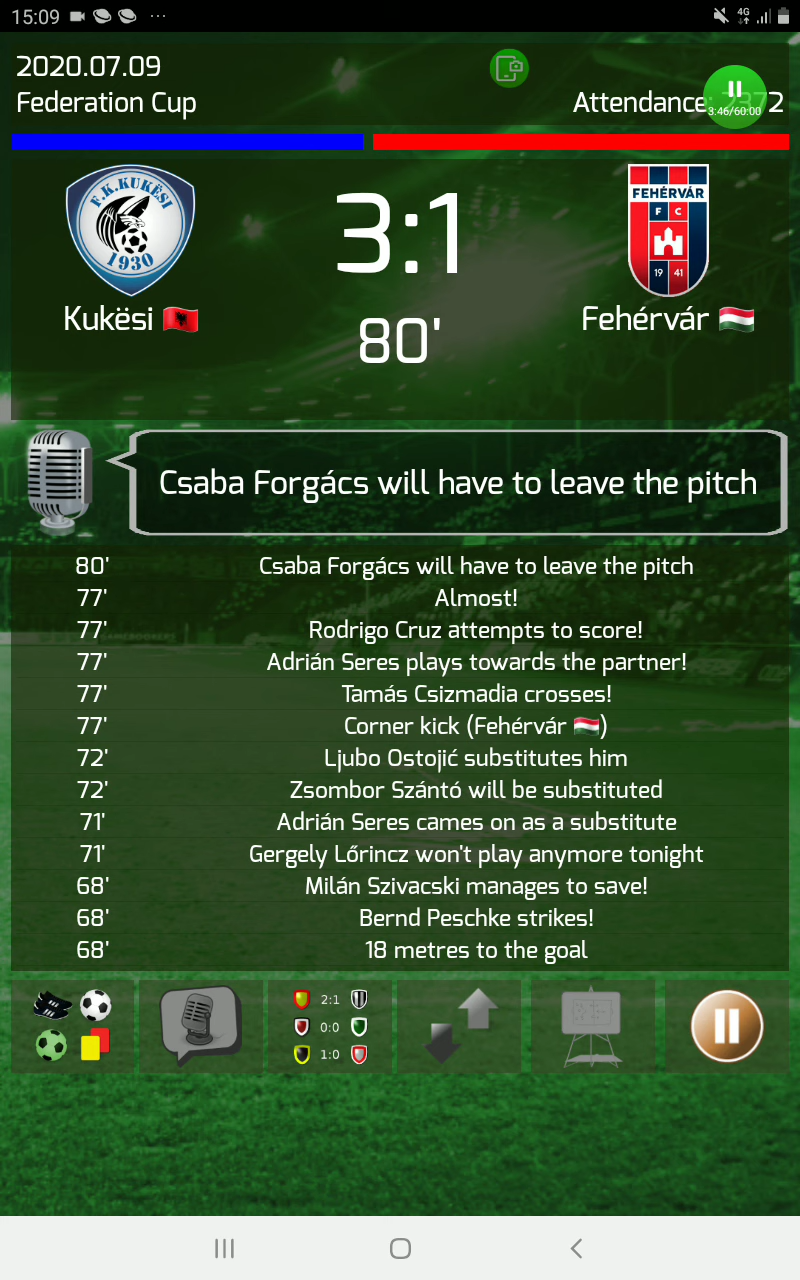 15:09
4G
2020.07.09
Federation Cup
Attendance: 2
3:46/60:00
F.K.KUKËSI
1930
3:1
FEHÉRVÁR
F C
19 41
Kukësi
Fehérvár
80'
Csaba Forgács will have to leave the pitch
80' Csaba Forgács will have to leave the pitch
77' Almost!
77' Rodrigo Cruz attempts to score!
77' Adrián Seres plays towards the partner!
77' Tamás Csizmadia crosses!
77' Corner kick (Fehérvár 🇭🇺)
72' Ljubo Ostojić substitutes him
72' Zsombor Szántó will be substituted
71' Adrián Seres cames on as a substitute
71' Gergely Lőrincz won't play anymore tonight
68' Milán Szivacski manages to save!
68' Bernd Peschke strikes!
68' 18 metres to the goal
2:1
0:0
1:0